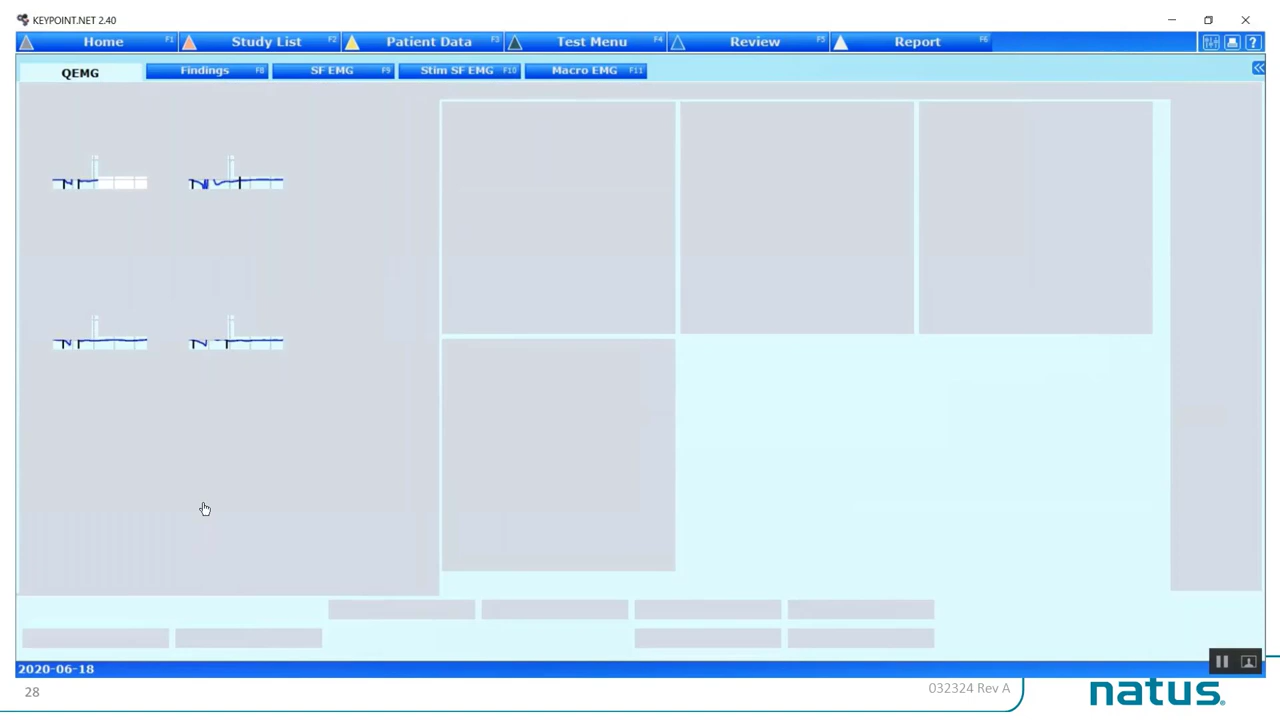 KEYPOINT.NET 2.40
Home F1 Study List F2 Patient Data F3 Test Menu F4 Review F5 Report F6 ?
QEMG Findings F8 SF EMG F9 Stim SF EMG F10 Macro EMG F11
2020-06-18
28
032324 Rev A
natus